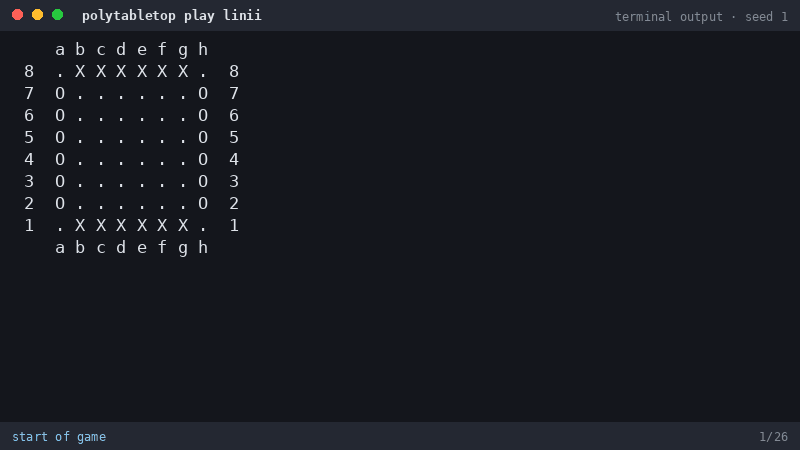 polytabletop play linii
terminal output · seed 1
a b c d e f g h
8 . X X X X X X . 8
7 O . . . . . . O 7
6 O . . . . . . O 6
5 O . . . . . . O 5
4 O . . . . . . O 4
3 O . . . . . . O 3
2 O . . . . . . O 2
1 . X X X X X X . 1
a b c d e f g h
start of game
1/26